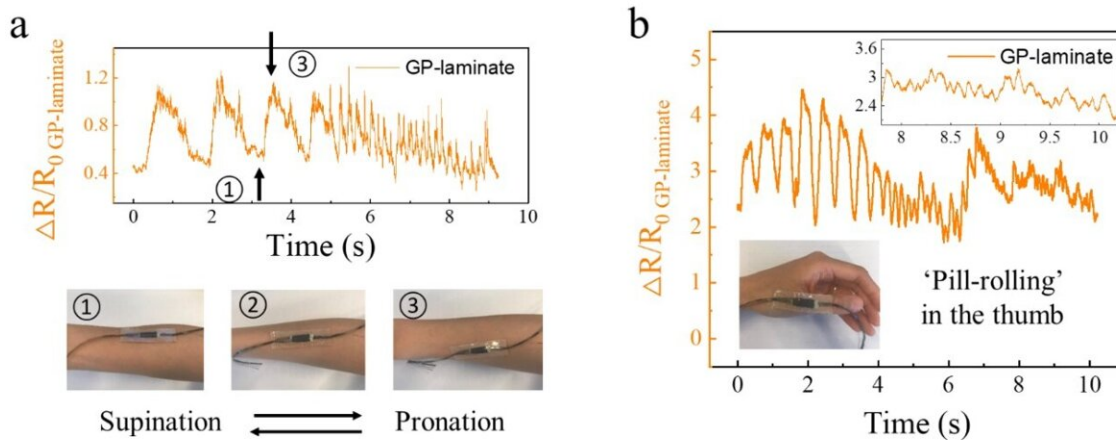 a
③
GP-laminate
1.2
0.8
0.4
①
ΔR/R₀ GP-laminate
0
2
4
6
8
10
Time (s)
①
②
③
Supination
Pronation
b
5
4
3
2
1
0
ΔR/R₀ GP-laminate
3.6
3
2.4
GP-laminate
8
8.5
9
9.5
10
'Pill-rolling'
in the thumb
0
2
4
6
8
10
Time (s)